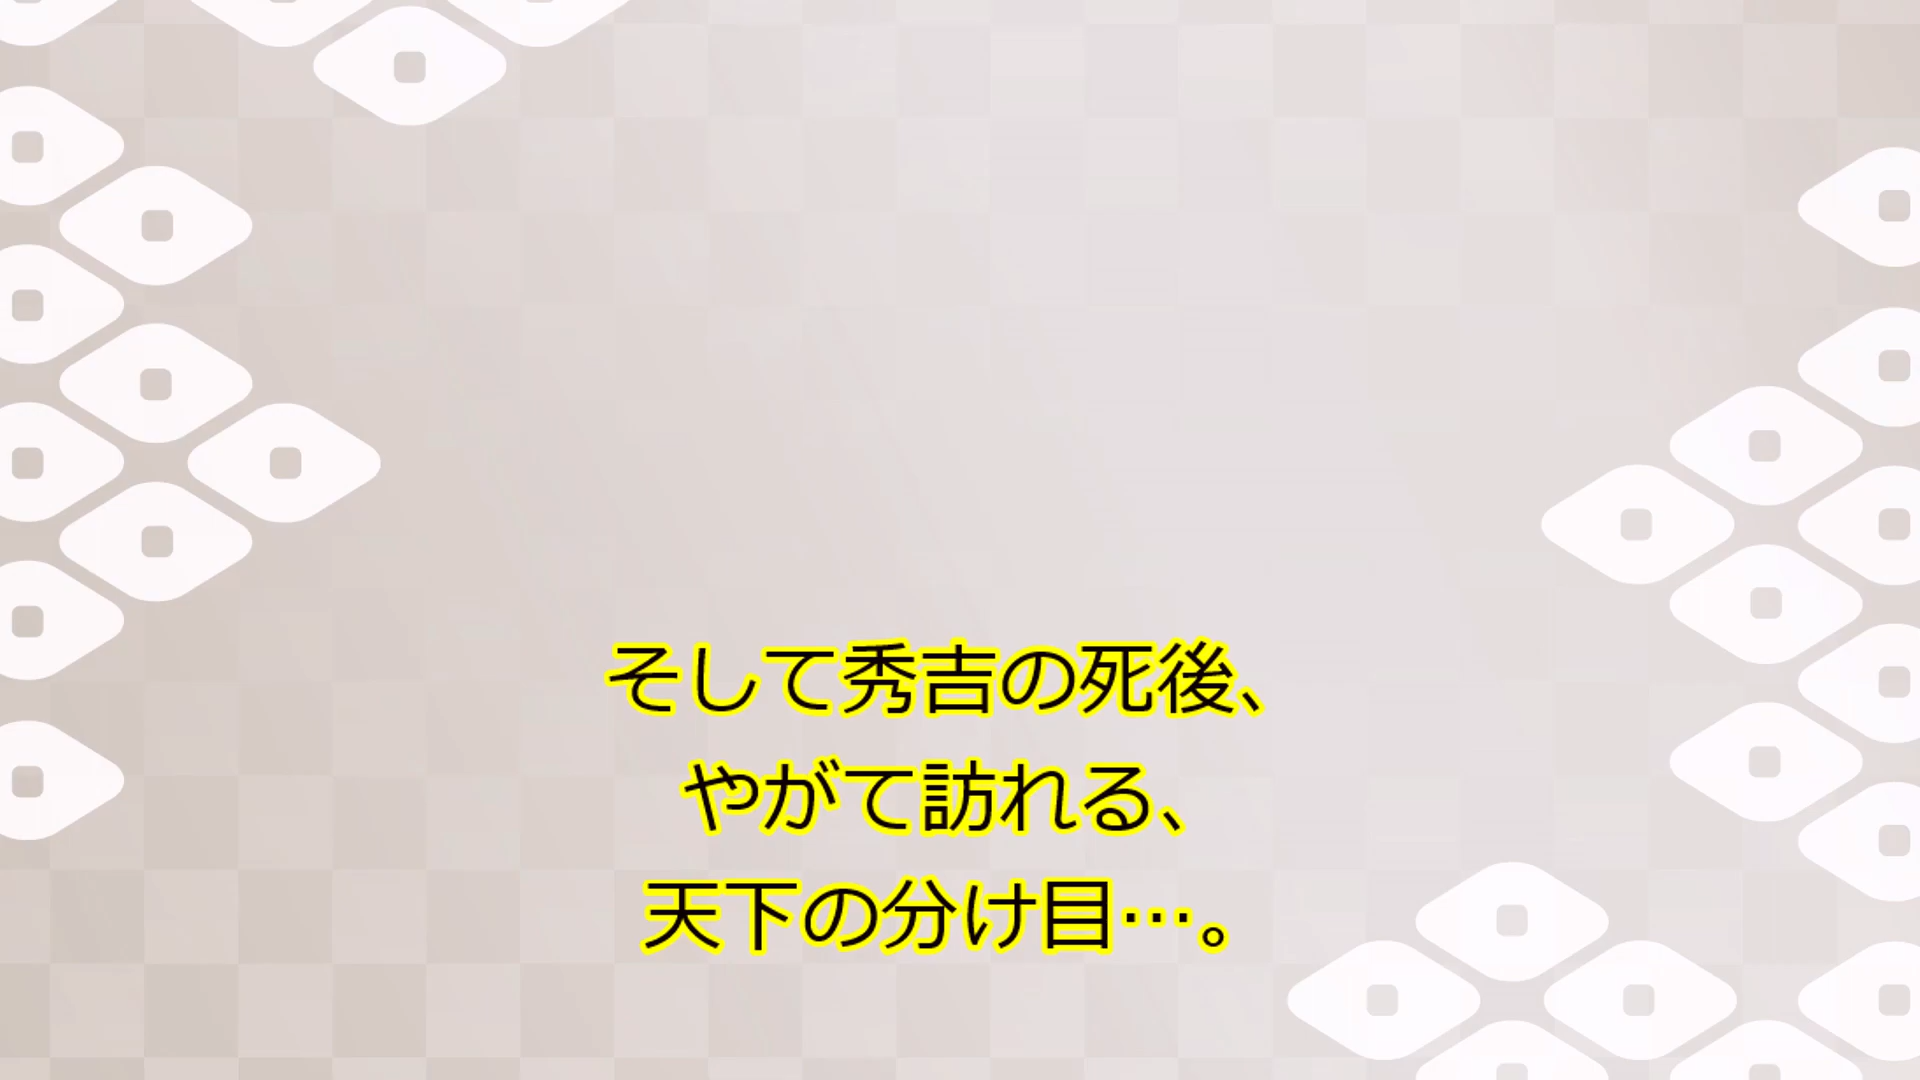 そして秀吉の死後、
やがて訪れる、
天下の分け目…。